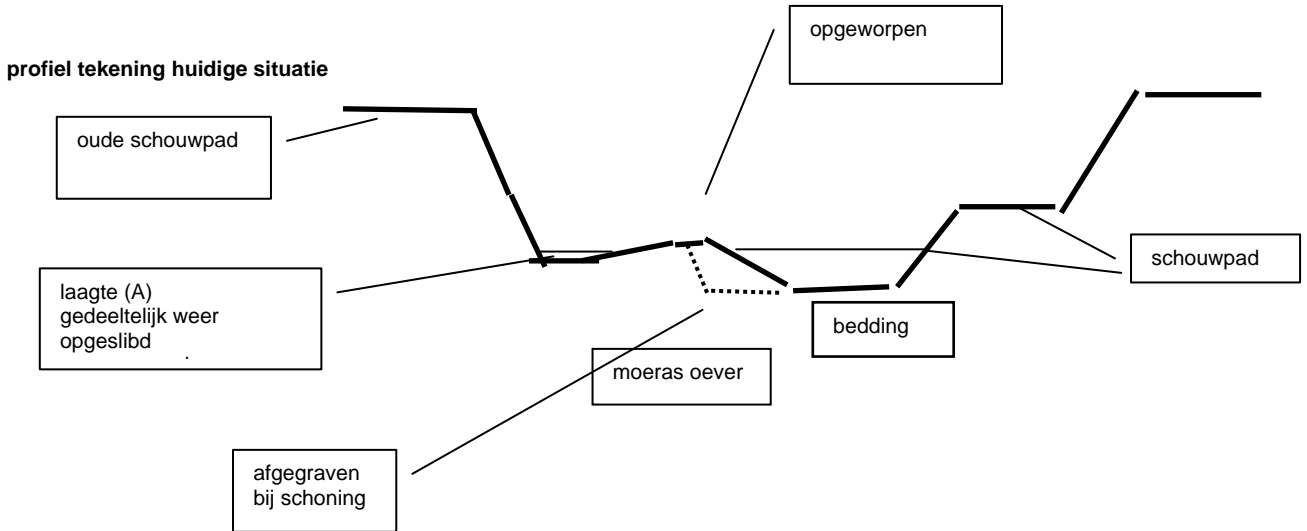 opgeworpen
profiel tekening huidige situatie
oude schouwpad
schouwpad
laagte (A)
gedeeltelijk weer
opgeslibd
.
bedding
moeras oever
afgegraven
bij schoning